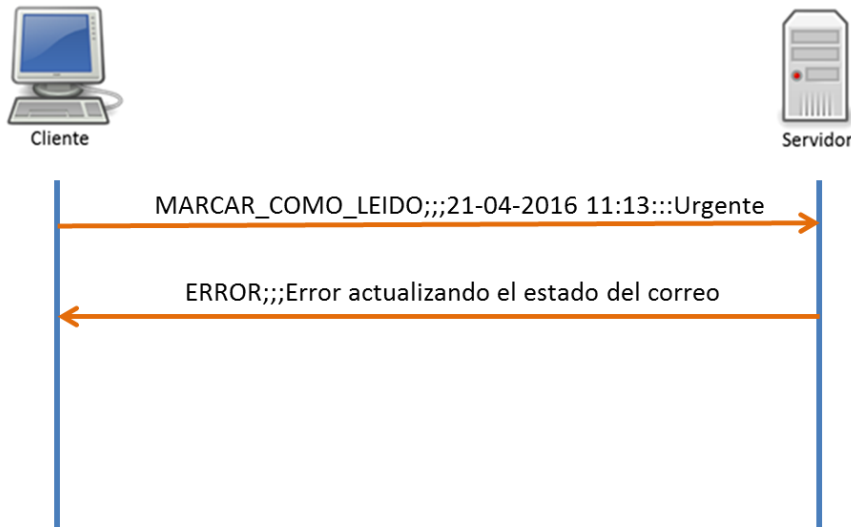 Cliente
Servidor
MARCAR_COMO_LEIDO;;;21-04-2016 11:13:::Urgente
ERROR;;;Error actualizando el estado del correo